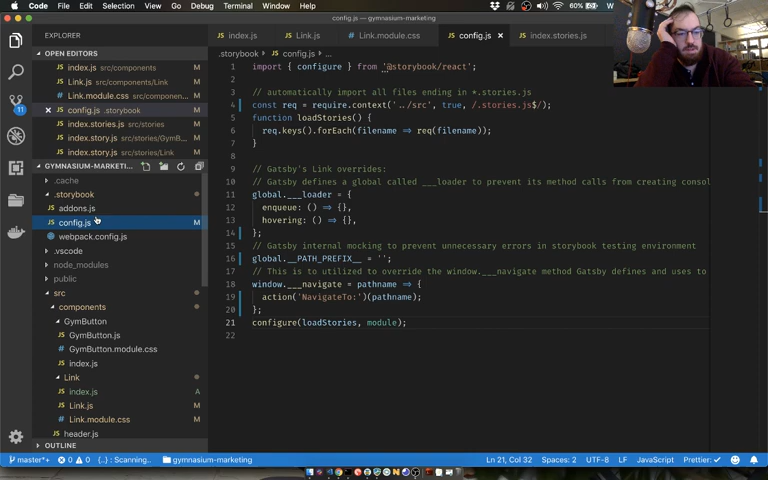 Code File Edit Selection View Go Debug Terminal Window Help 60%
config.js — gymnasium-marketing
EXPLORER
OPEN EDITORS
index.js src/components M
Link.js src/components/Link M
Link.module.css src/componen... M
config.js .storybook M
index.stories.js src/stories M
index.story.js src/stories/GymB... M
index.story.js src/stories/Link M
GYMNASIUM-MARKETI...
.cache
.storybook
addons.js
config.js M
webpack.config.js
.vscode
node_modules
public
src
components
GymButton
GymButton.js
GymButton.module.css
index.js
Link
index.js A
Link.js M
Link.module.css M
header.js
OUTLINE
11
index.js Link.js Link.module.css config.js index.stories.js
.storybook config.js ...
1 import { configure } from '@storybook/react';
2
3 // automatically import all files ending in *.stories.js
4 const req = require.context('../src', true, /.stories.js$/);
5 function loadStories() {
6 req.keys().forEach(filename => req(filename));
7 }
8
9 // Gatsby's Link overrides:
10 // Gatsby defines a global called ___loader to prevent its method calls from creating consol
11 global.___loader = {
12 enqueue: () => {},
13 hovering: () => {},
14 };
15 // Gatsby internal mocking to prevent unnecessary errors in storybook testing environment
16 global.__PATH_PREFIX__ = '';
17 // This is to utilized to override the window.___navigate method Gatsby defines and uses to
18 window.___navigate = pathname => {
19 action('NavigateTo:')(pathname);
20 };
21 configure(loadStories, module);
22
master*+ 0 0 {..}: Scanning.. gymnasium-marketing Ln 21, Col 32 Spaces: 2 UTF-8 LF JavaScript Prettier: ✓